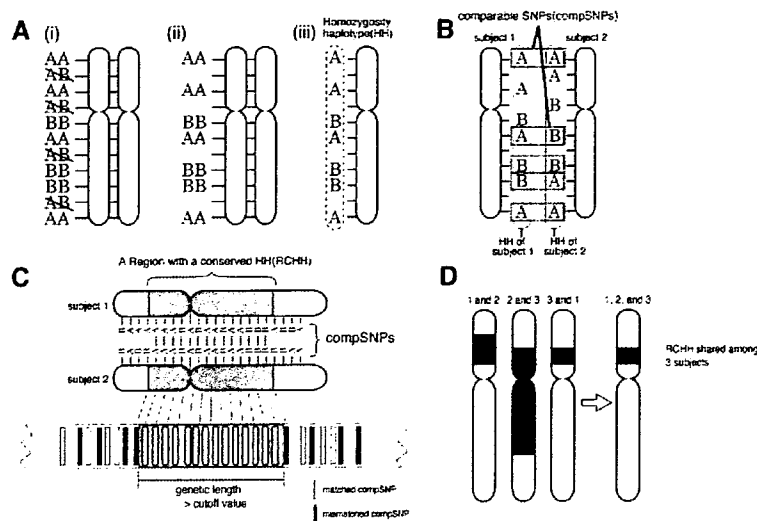 A
(i)
(ii)
(iii)
Homozygosity
haplotype(HH)
AA
AB
AA
AB
BB
AA
AB
BB
BB
AB
AA
AA
AA
BB
AA
BB
BB
AA
A
A
B
A
B
B
A
B
comparable SNPs(compSNPs)
subject 1
subject 2
A A
A
A
B
B
A B
B B
B A
A A
HH of
subject 1
HH of
subject 2
C
A Region with a conserved HH(RCHH)
subject 1
compSNPs
subject 2
genetic length
> cutoff value
matched compSNP
mismatched compSNP
D
1 and 2
2 and 3
3 and 1
1, 2, and 3
RCHH shared among
3 subjects